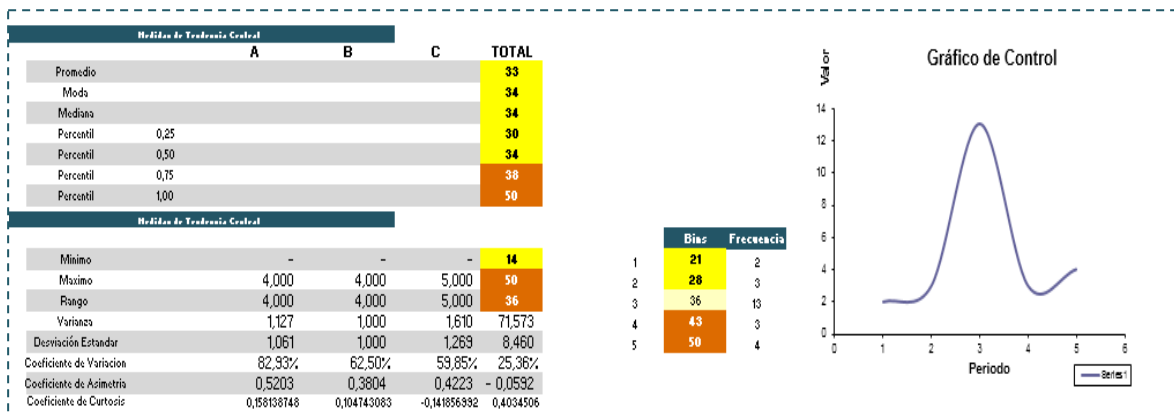 Medidas de Tendencia Central
A B C TOTAL
Promedio 33
Moda 34
Mediana 34
Percentil 0,25 30
Percentil 0,50 34
Percentil 0,75 38
Percentil 1,00 50
Medidas de Tendencia Central
Minimo - - - 14
Maximo 4,000 4,000 5,000 50
Rango 4,000 4,000 5,000 36
Varianza 1,127 1,000 1,610 71,573
Desviación Estandar 1,061 1,000 1,269 8,460
Coeficiente de Variacion 82,93% 62,50% 59,85% 25,36%
Coeficiente de Asimetria 0,5203 0,3804 0,4223 - 0,0592
Coeficiente de Curtosis 0,158138748 0,104743083 -0,141856992 0,4034506
Bins Frecuencia
1 21 2
2 28 3
3 36 13
4 43 3
5 50 4
Gráfico de Control
Valor
14
12
10
8
6
4
2
0
0 1 2 3 4 5 6
Periodo
Series1